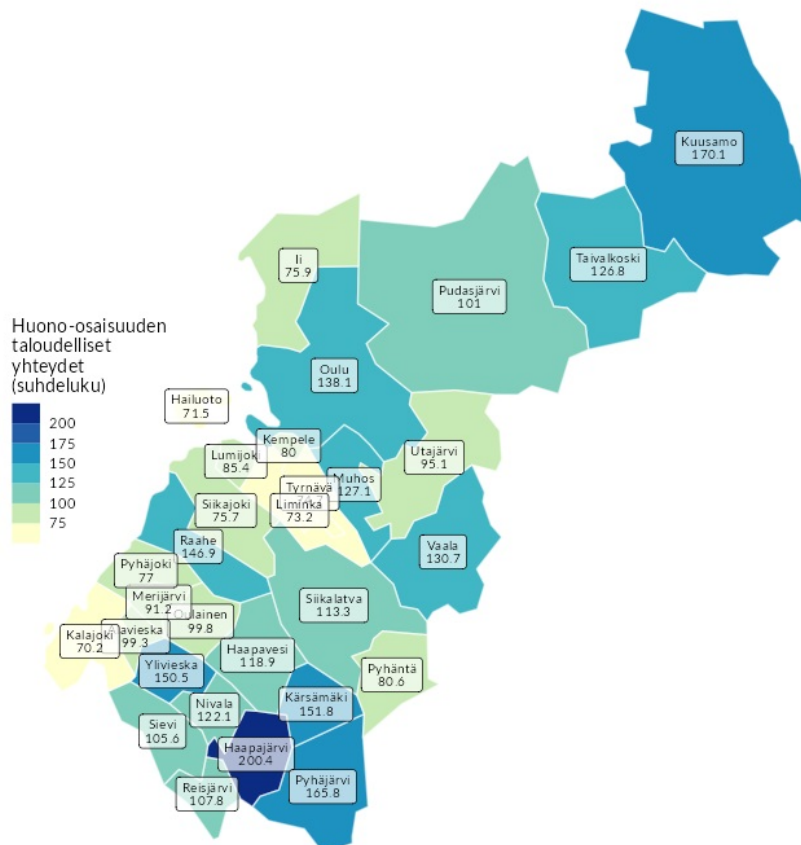 Kuusamo
170.1
Taivalkoski
126.8
Ii
75.9
Pudasjärvi
101
Huono-osaisuuden
taloudelliset
yhteydet
(suhdeluku)
200
175
150
125
100
75
Oulu
138.1
Hailuoto
71.5
Kempele
80
Lumijoki
85.4
Utajärvi
95.1
Muhos
127.1
Tyrnävä
Liminka
73.2
Siikajoki
75.7
Raahe
146.9
Vaala
130.7
Pyhäjoki
77
Merijärvi
91.2
Oulainen
99.8
Siikalatva
113.3
Kalajoki
70.2
Alavieska
99.3
Haapavesi
118.9
Ylivieska
150.5
Pyhäntä
80.6
Kärsämäki
151.8
Nivala
122.1
Sievi
105.6
Haapajärvi
200.4
Reisjärvi
107.8
Pyhäjärvi
165.8